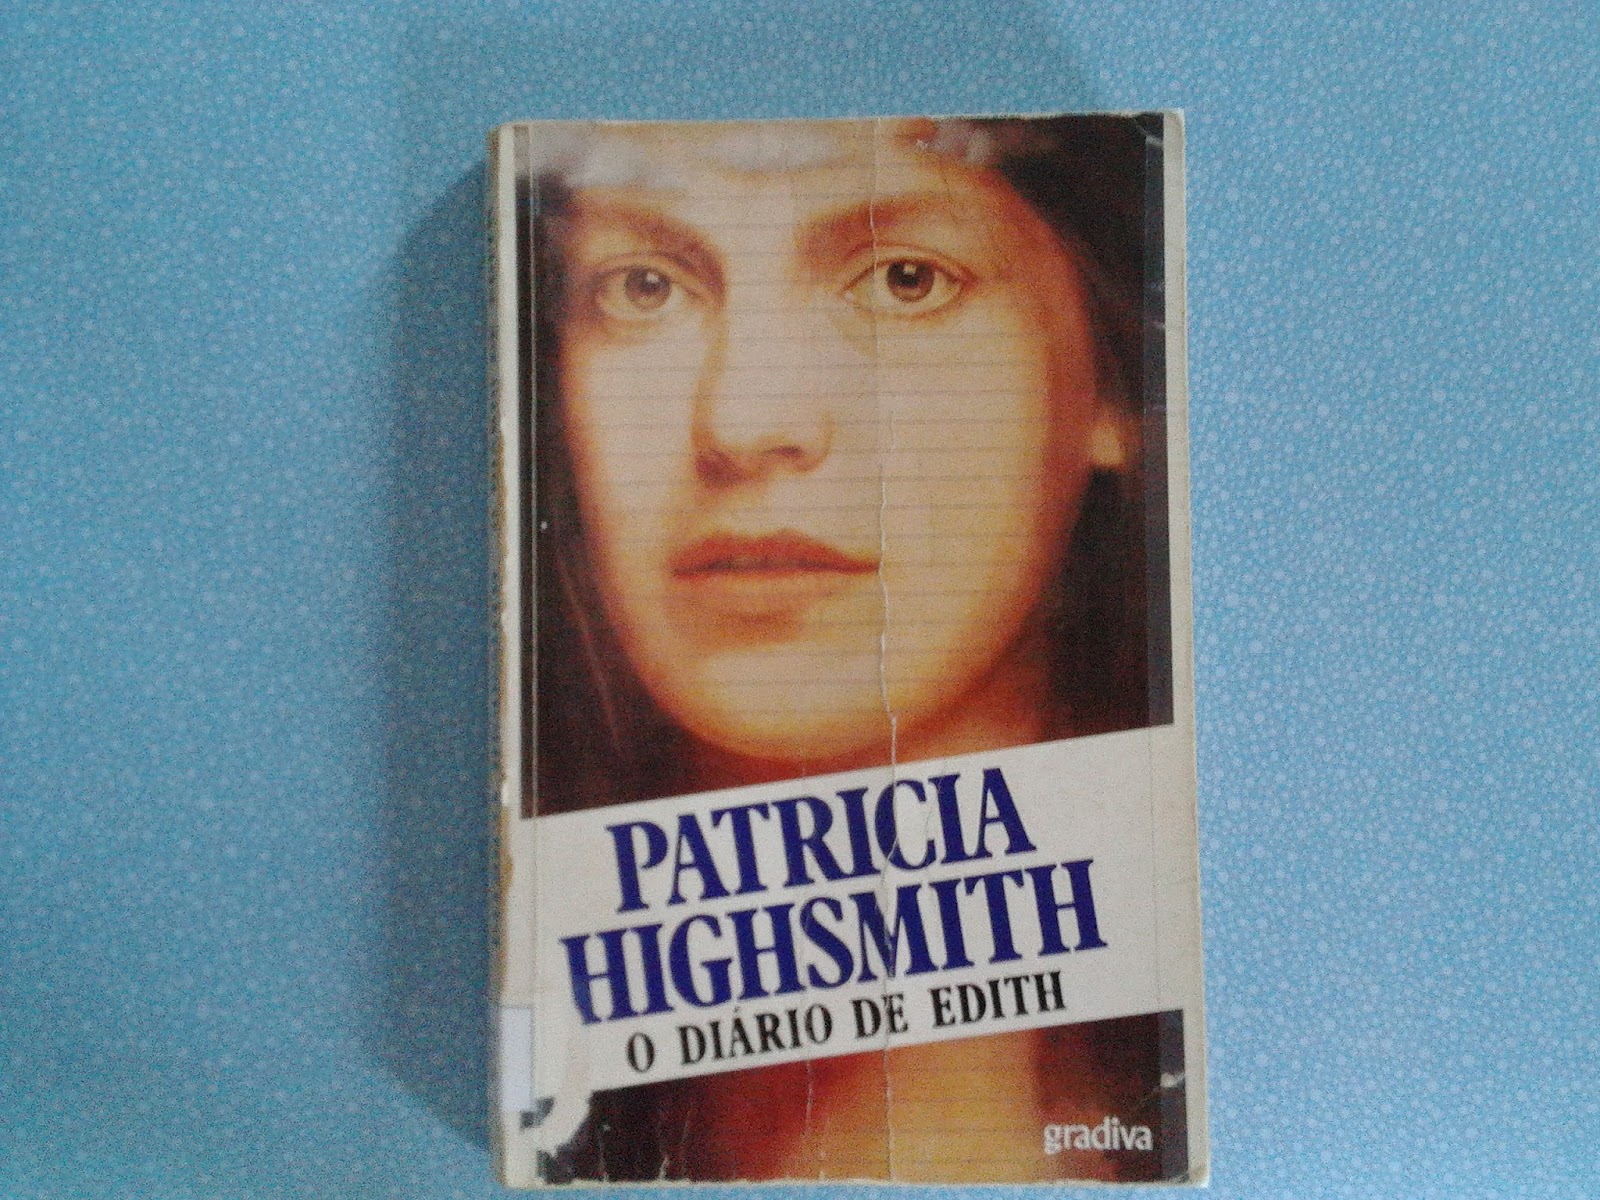 PATRICIA
HIGHSMITH
O DIÁRIO DE EDITH
gradiva